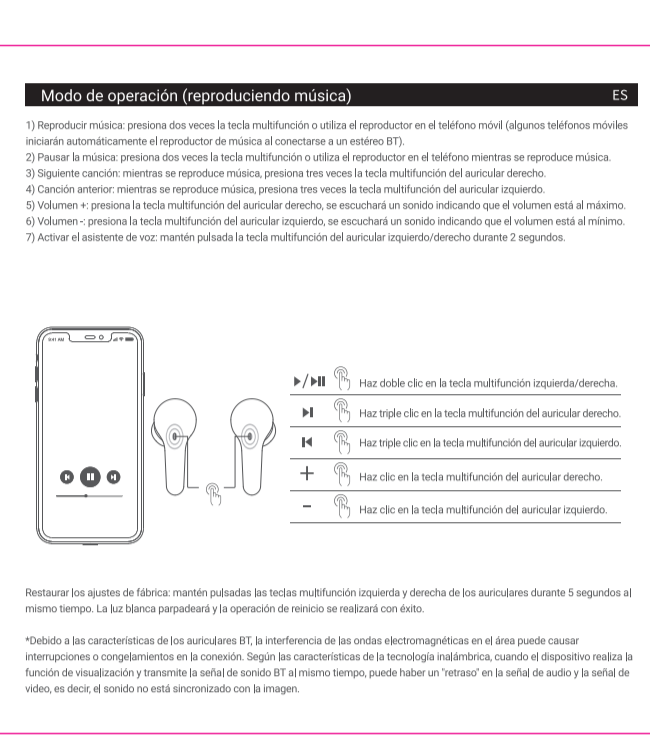 Modo de operación (reproduciendo música) ES
1) Reproducir música: presiona dos veces la tecla multifunción o utiliza el reproductor en el teléfono móvil (algunos teléfonos móviles
iniciarán automáticamente el reproductor de música al conectarse a un estéreo BT).
2) Pausar la música: presiona dos veces la tecla multifunción o utiliza el reproductor en el teléfono mientras se reproduce música.
3) Siguiente canción: mientras se reproduce música, presiona tres veces la tecla multifunción del auricular derecho.
4) Canción anterior: mientras se reproduce música, presiona tres veces la tecla multifunción del auricular izquierdo.
5) Volumen +: presiona la tecla multifunción del auricular derecho, se escuchará un sonido indicando que el volumen está al máximo.
6) Volumen -: presiona la tecla multifunción del auricular izquierdo, se escuchará un sonido indicando que el volumen está al mínimo.
7) Activar el asistente de voz: mantén pulsada la tecla multifunción del auricular izquierdo/derecho durante 2 segundos.
9:41 AM
Haz doble clic en la tecla multifunción izquierda/derecha.
Haz triple clic en la tecla multifunción del auricular derecho.
Haz triple clic en la tecla multifunción del auricular izquierdo.
+ Haz clic en la tecla multifunción del auricular derecho.
- Haz clic en la tecla multifunción del auricular izquierdo.
Restaurar los ajustes de fábrica: mantén pulsadas las teclas multifunción izquierda y derecha de los auriculares durante 5 segundos al
mismo tiempo. La luz blanca parpadeará y la operación de reinicio se realizará con éxito.
*Debido a las características de los auriculares BT, la interferencia de las ondas electromagnéticas en el área puede causar
interrupciones o congelamientos en la conexión. Según las características de la tecnología inalámbrica, cuando el dispositivo realiza la
función de visualización y transmite la señal de sonido BT al mismo tiempo, puede haber un "retraso" en la señal de audio y la señal de
video, es decir, el sonido no está sincronizado con la imagen.